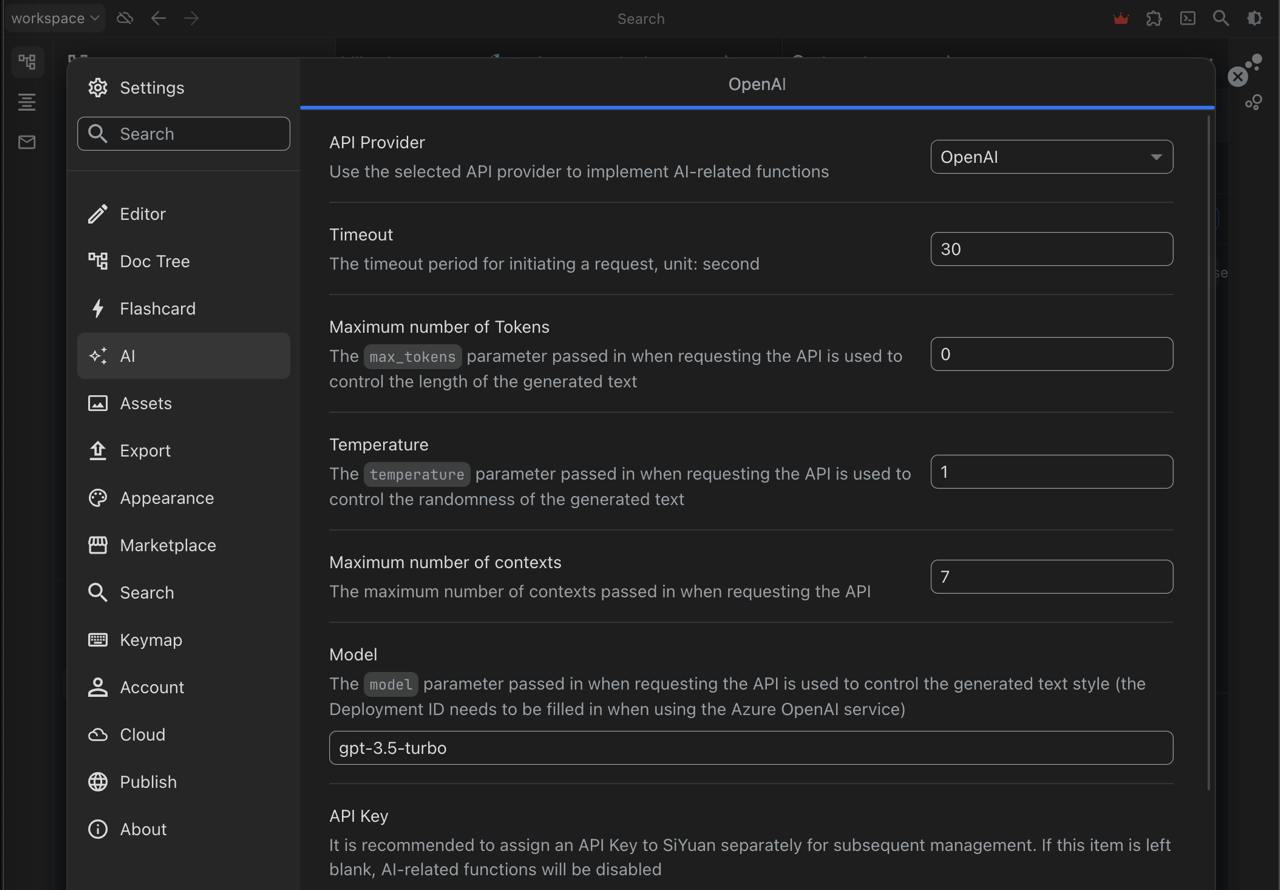 workspace
Search
Settings
Search
Editor
Doc Tree
Flashcard
AI
Assets
Export
Appearance
Marketplace
Search
Keymap
Account
Cloud
Publish
About
OpenAI
API Provider
Use the selected API provider to implement AI-related functions
OpenAI
Timeout
The timeout period for initiating a request, unit: second
30
Maximum number of Tokens
The max_tokens parameter passed in when requesting the API is used to
control the length of the generated text
0
Temperature
The temperature parameter passed in when requesting the API is used to
control the randomness of the generated text
1
Maximum number of contexts
The maximum number of contexts passed in when requesting the API
7
Model
The model parameter passed in when requesting the API is used to control the generated text style (the
Deployment ID needs to be filled in when using the Azure OpenAI service)
gpt-3.5-turbo
API Key
It is recommended to assign an API Key to SiYuan separately for subsequent management. If this item is left
blank, AI-related functions will be disabled